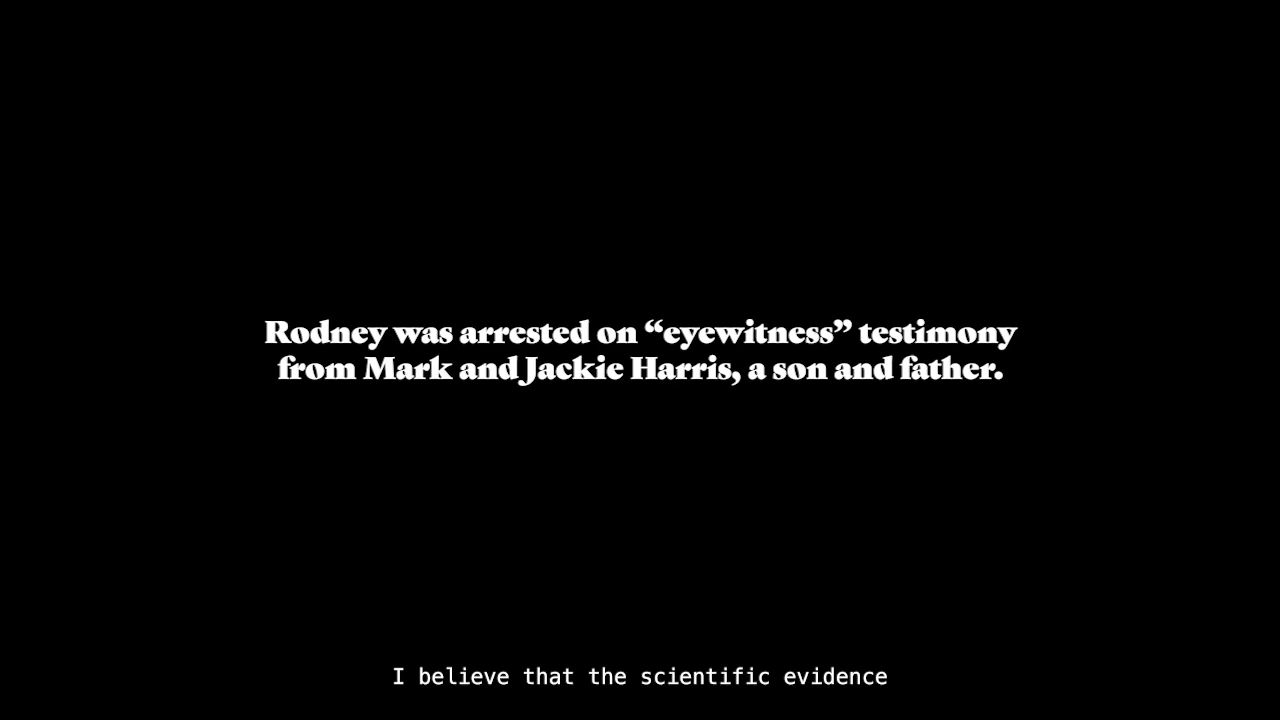 Rodney was arrested on “eyewitness” testimony
from Mark and Jackie Harris, a son and father.
I believe that the scientific evidence